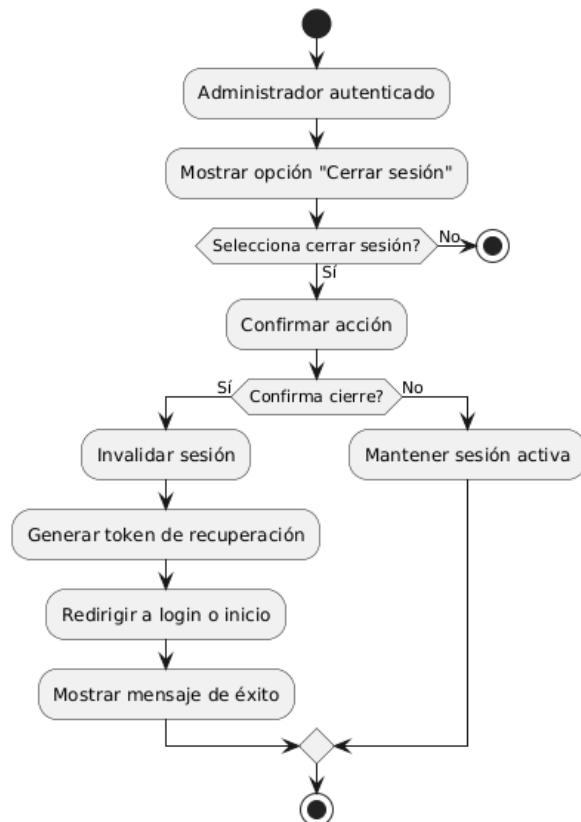 Administrador autenticado
Mostrar opción "Cerrar sesión"
Selecciona cerrar sesión?
No
Sí
Confirmar acción
Sí
Confirma cierre?
No
Invalidar sesión
Mantener sesión activa
Generar token de recuperación
Redirigir a login o inicio
Mostrar mensaje de éxito